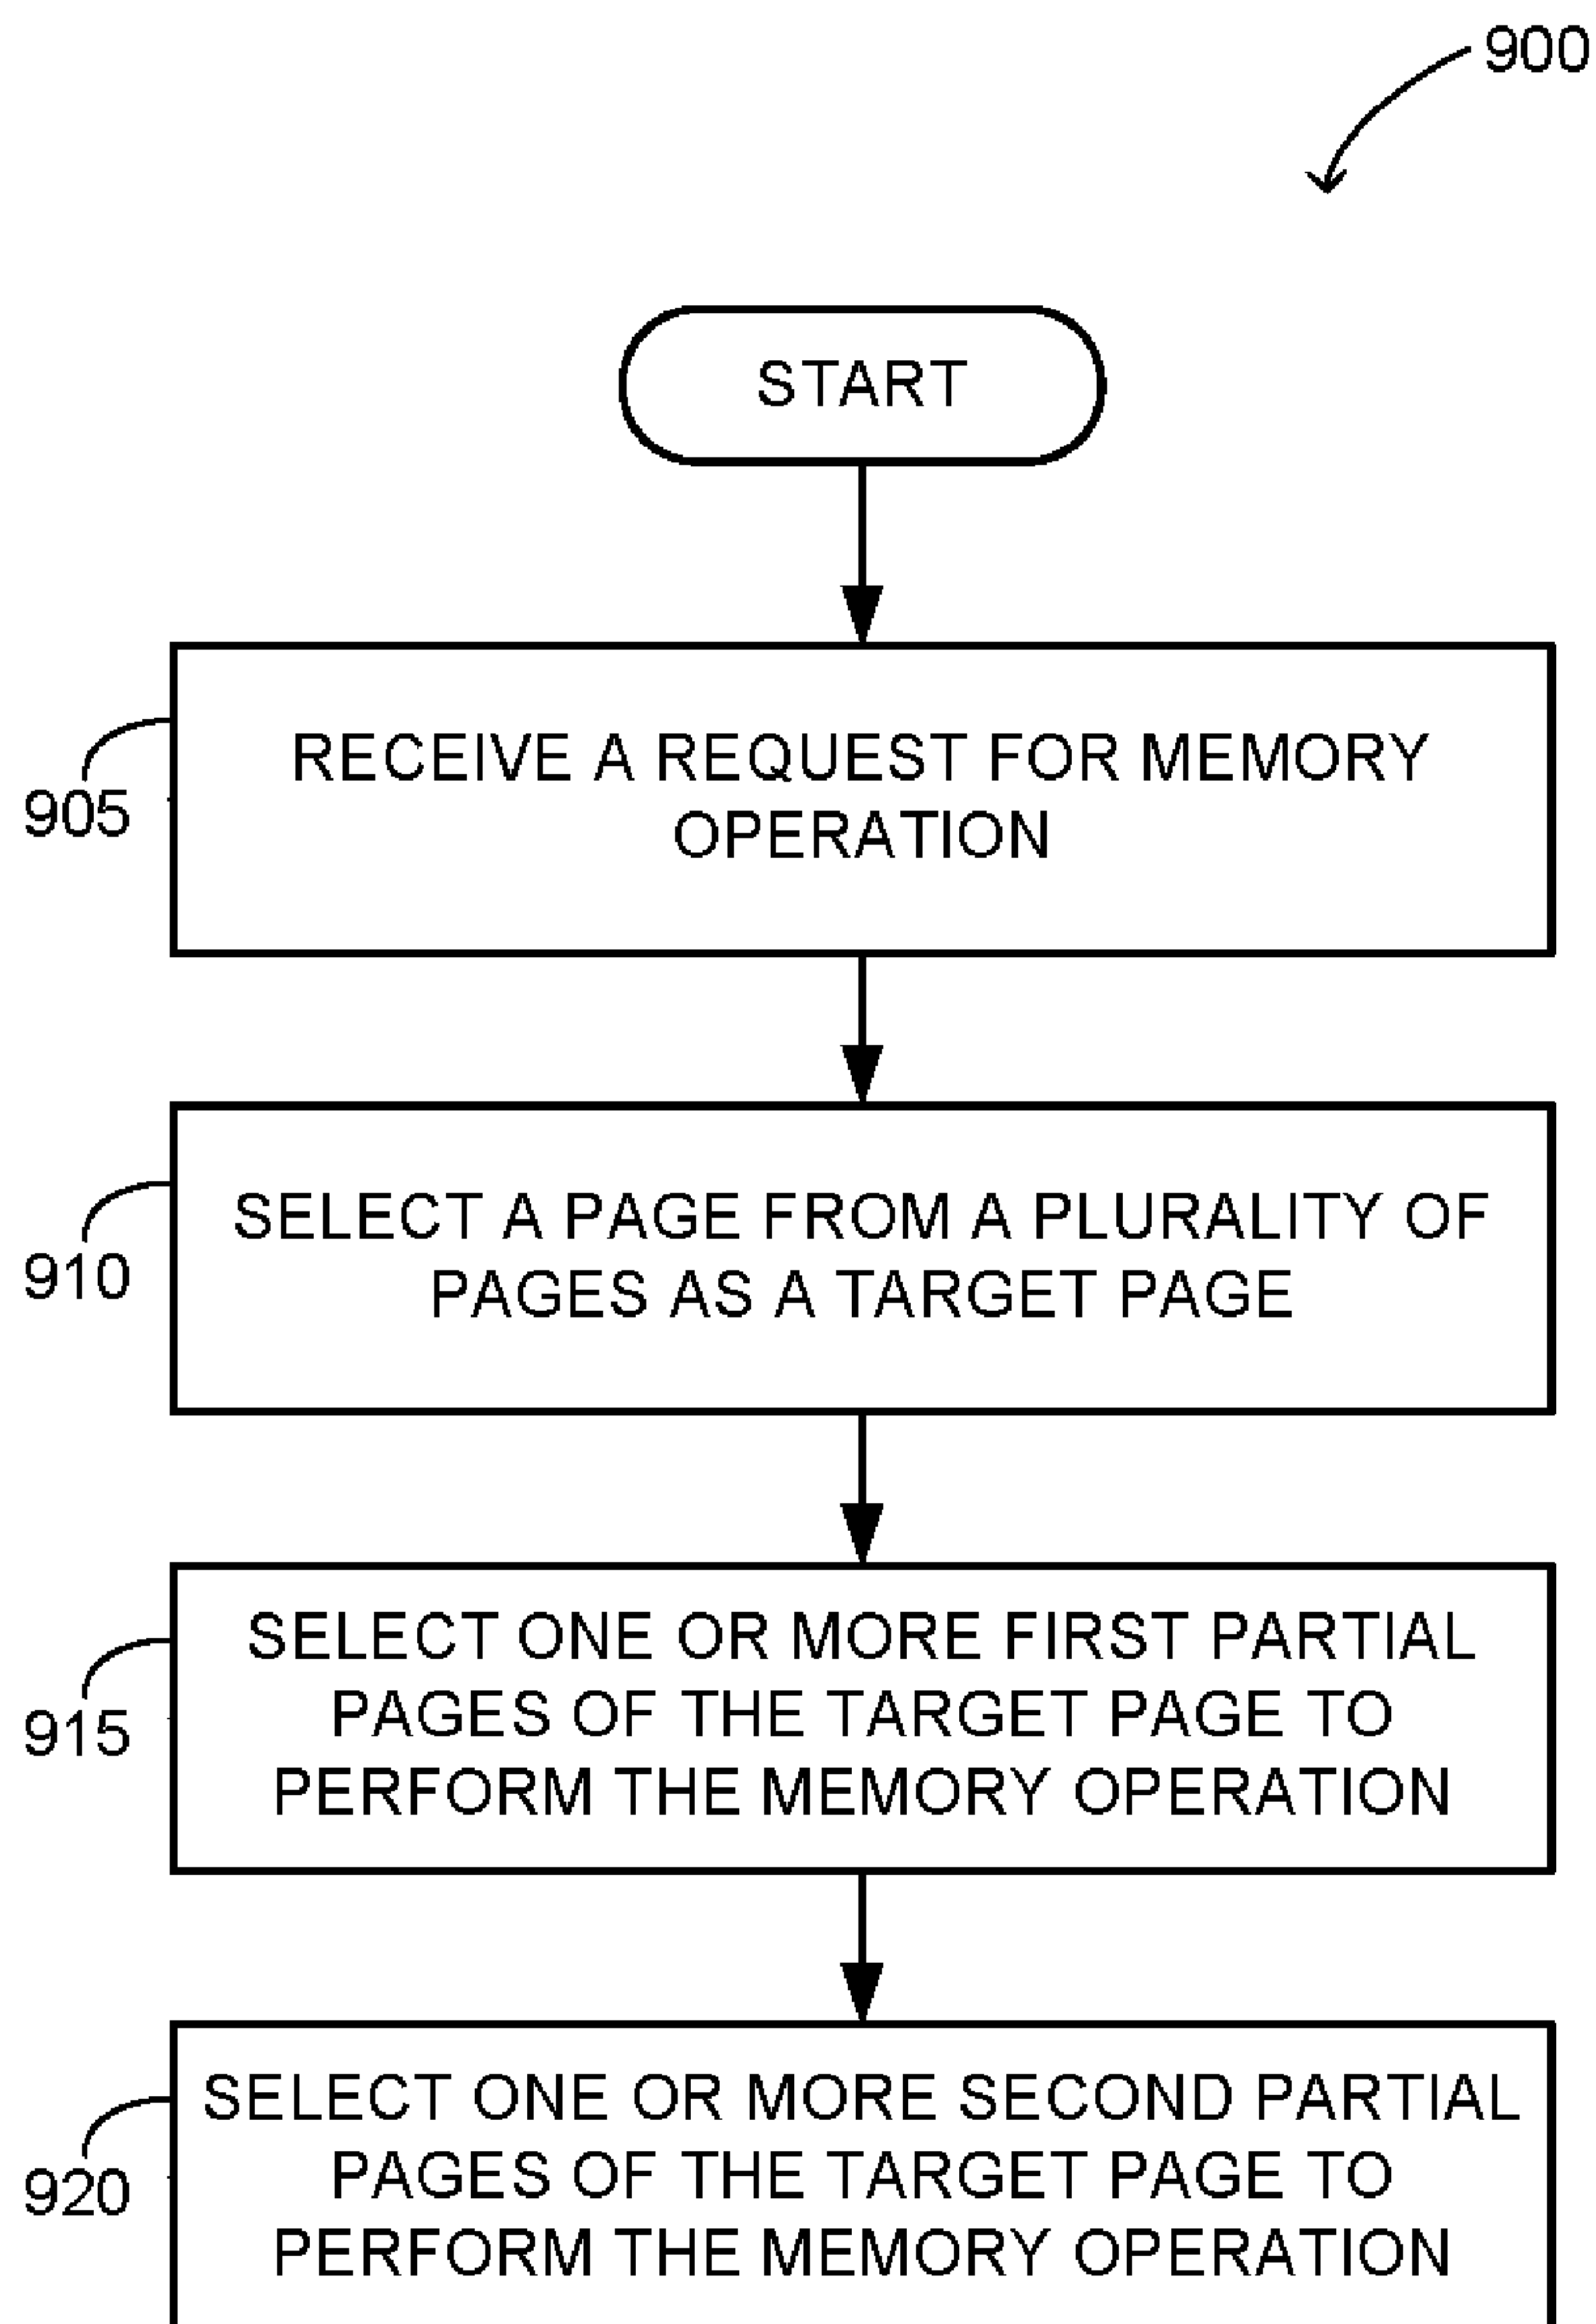 900
START
RECEIVE A REQUEST FOR MEMORY
OPERATION
905
SELECT A PAGE FROM A PLURALITY OF
PAGES AS A TARGET PAGE
910
SELECT ONE OR MORE FIRST PARTIAL
PAGES OF THE TARGET PAGE TO
PERFORM THE MEMORY OPERATION
915
SELECT ONE OR MORE SECOND PARTIAL
PAGES OF THE TARGET PAGE TO
PERFORM THE MEMORY OPERATION
920